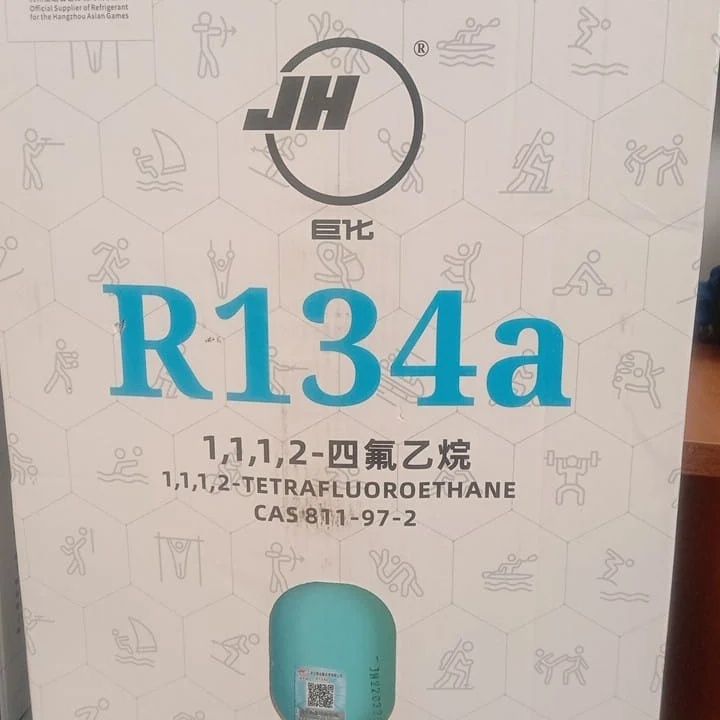 Official Supplier of Refrigerant
for the Hangzhou Asian Games
JH
®
巨化
R134a
1,1,1,2-四氟乙烷
1,1,1,2-TETRAFLUOROETHANE
CAS 811-97-2